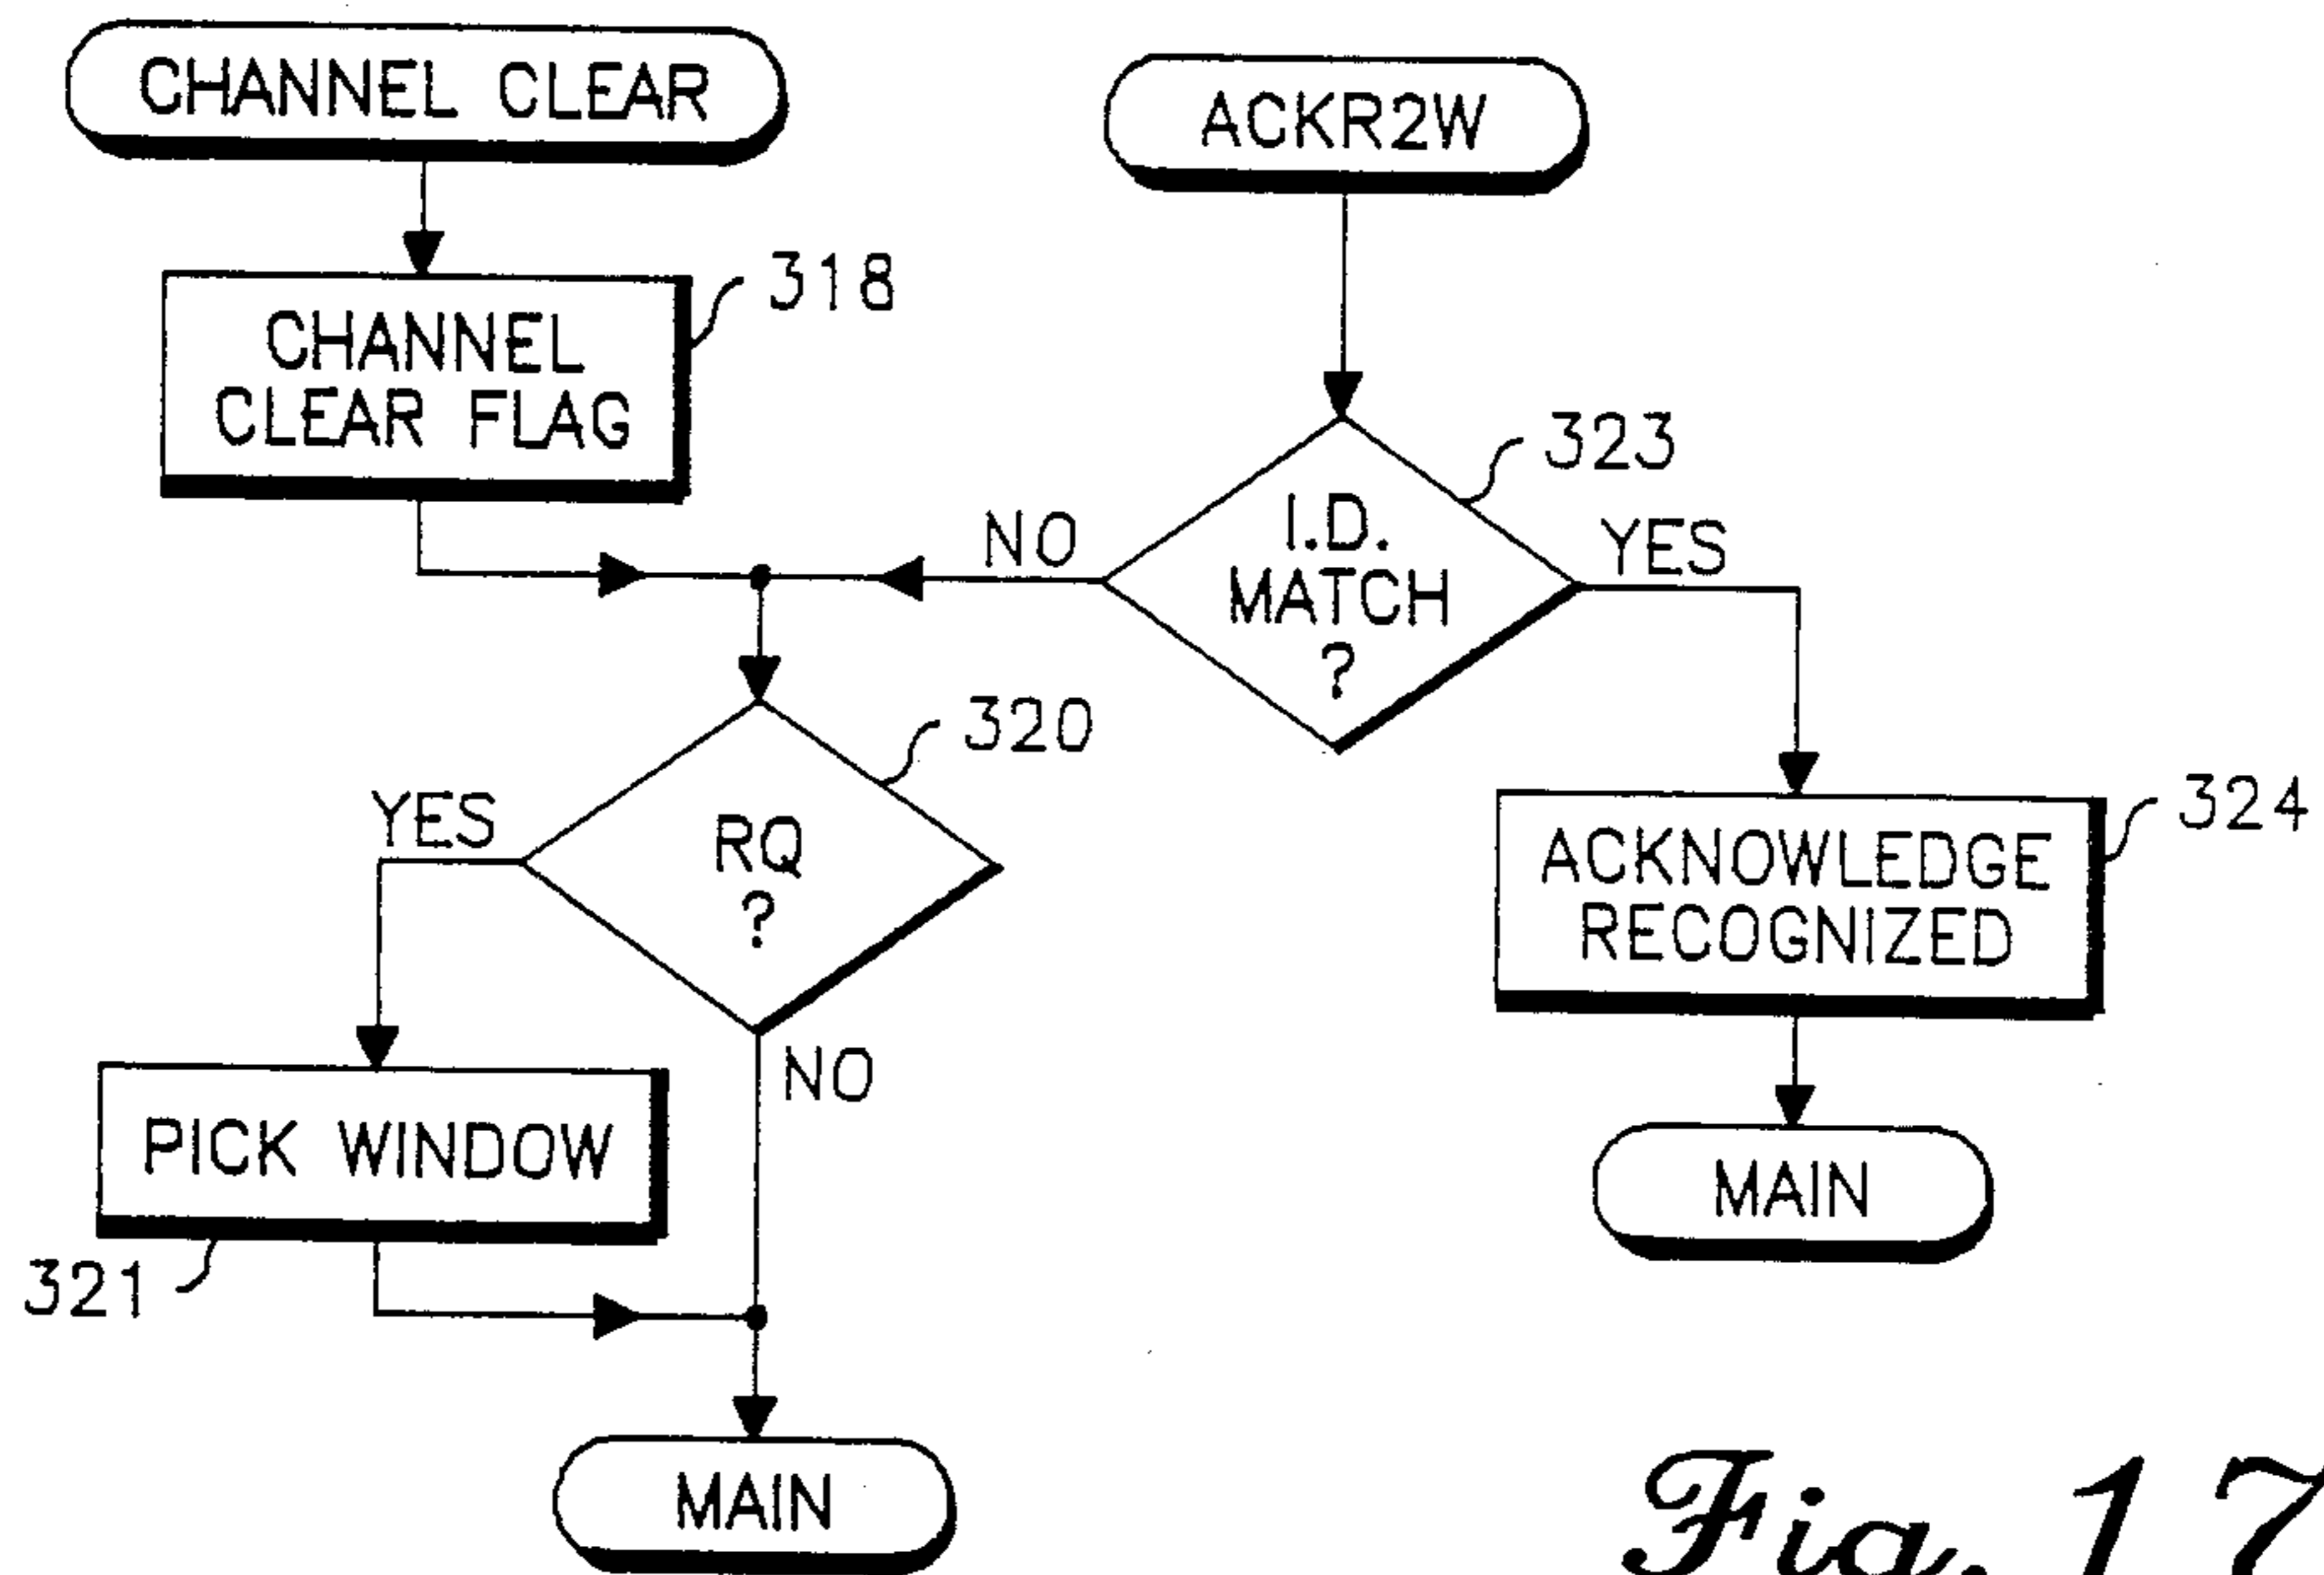 CHANNEL CLEAR
ACKR2W
318
CHANNEL
CLEAR FLAG
323
I.D.
MATCH
?
NO
YES
320
RQ
?
YES
NO
324
ACKNOWLEDGE
RECOGNIZED
PICK WINDOW
321
MAIN
MAIN
Fig. 17